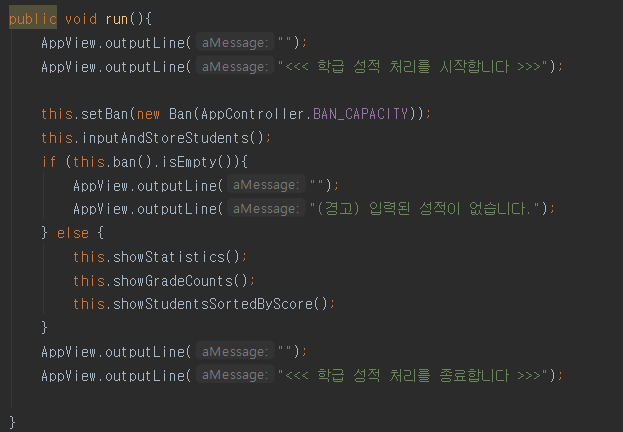 public void run(){
AppView.outputLine( aMessage: "");
AppView.outputLine( aMessage: "<<< 학급 성적 처리를 시작합니다 >>>");
this.setBan(new Ban(AppController.BAN_CAPACITY));
this.inputAndStoreStudents();
if (this.ban().isEmpty()){
AppView.outputLine( aMessage: "");
AppView.outputLine( aMessage: "(경고) 입력된 성적이 없습니다.");
} else {
this.showStatistics();
this.showGradeCounts();
this.showStudentsSortedByScore();
}
AppView.outputLine( aMessage: "");
AppView.outputLine( aMessage: "<<< 학급 성적 처리를 종료합니다 >>>");
}